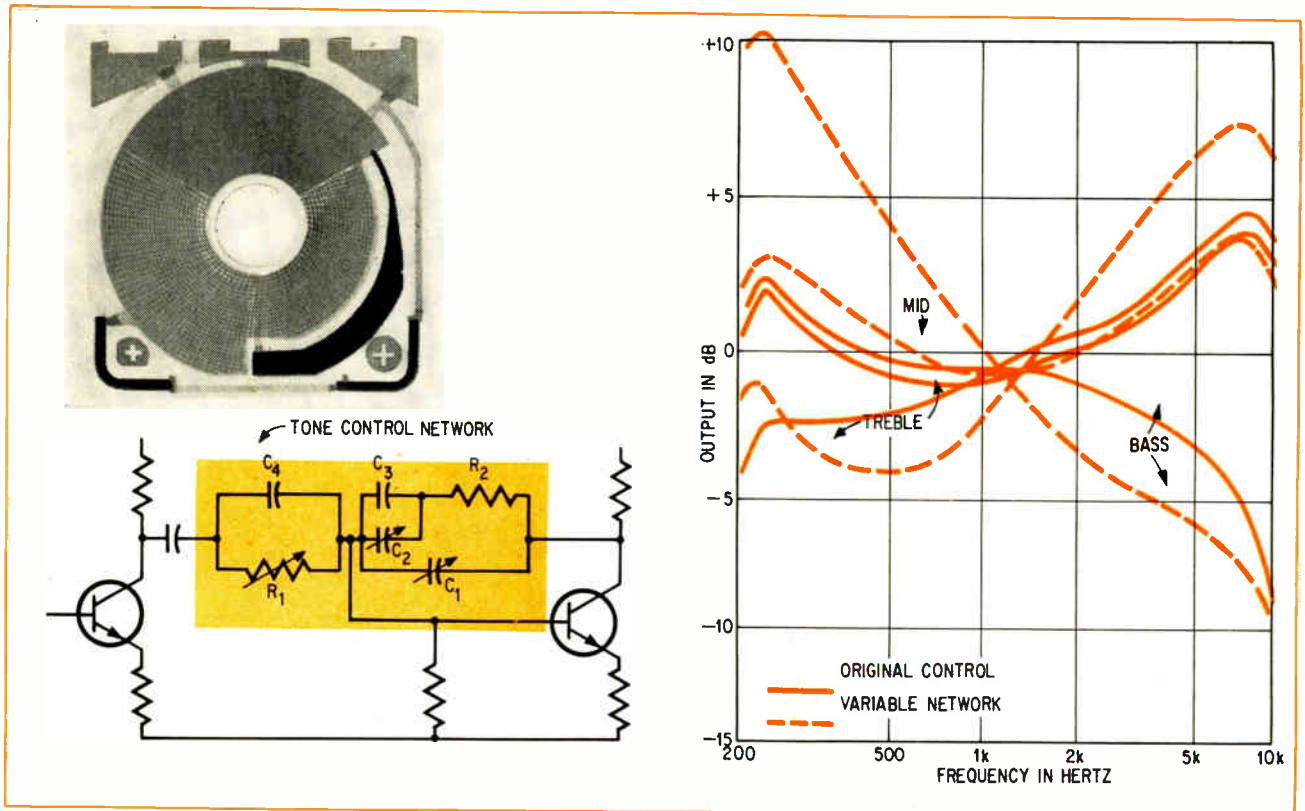 TONE CONTROL NETWORK
C4
C3
R2
C2
R1
C1
+10
+5
0
−5
−10
−15
OUTPUT IN dB
MID
TREBLE
BASS
ORIGINAL CONTROL
VARIABLE NETWORK
200 500 1k 2k 5k 10k
FREQUENCY IN HERTZ